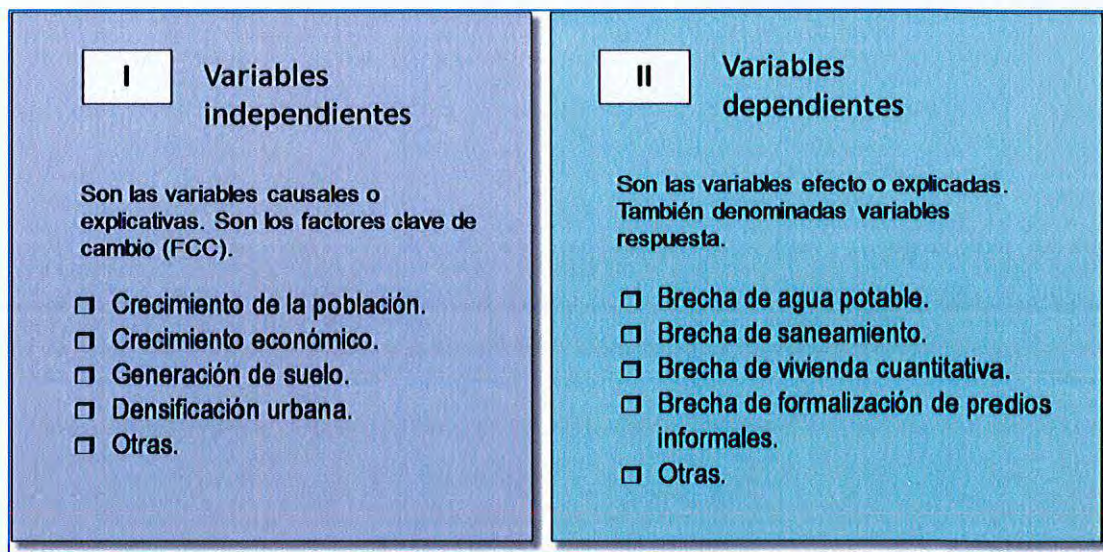 I
Variables
independientes
Son las variables causales o
explicativas. Son los factores clave de
cambio (FCC).
Crecimiento de la población.
Crecimiento económico.
Generación de suelo.
Densificación urbana.
Otras.
II
Variables
dependientes
Son las variables efecto o explicadas.
También denominadas variables
respuesta.
Brecha de agua potable.
Brecha de saneamiento.
Brecha de vivienda cuantitativa.
Brecha de formalización de predios
informales.
Otras.